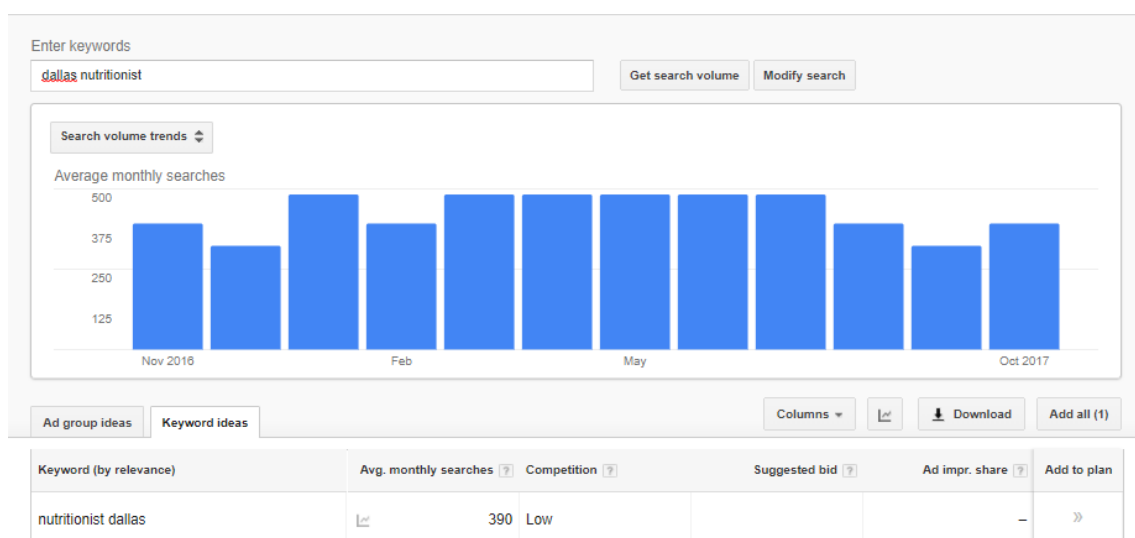 Enter keywords
dallas nutritionist
Get search volume Modify search
Search volume trends
Average monthly searches
500
375
250
125
Nov 2016 Feb May Oct 2017
Ad group ideas Keyword ideas Columns Download Add all (1)
Keyword (by relevance) Avg. monthly searches ? Competition ? Suggested bid ? Ad impr. share ? Add to plan
nutritionist dallas 390 Low – »